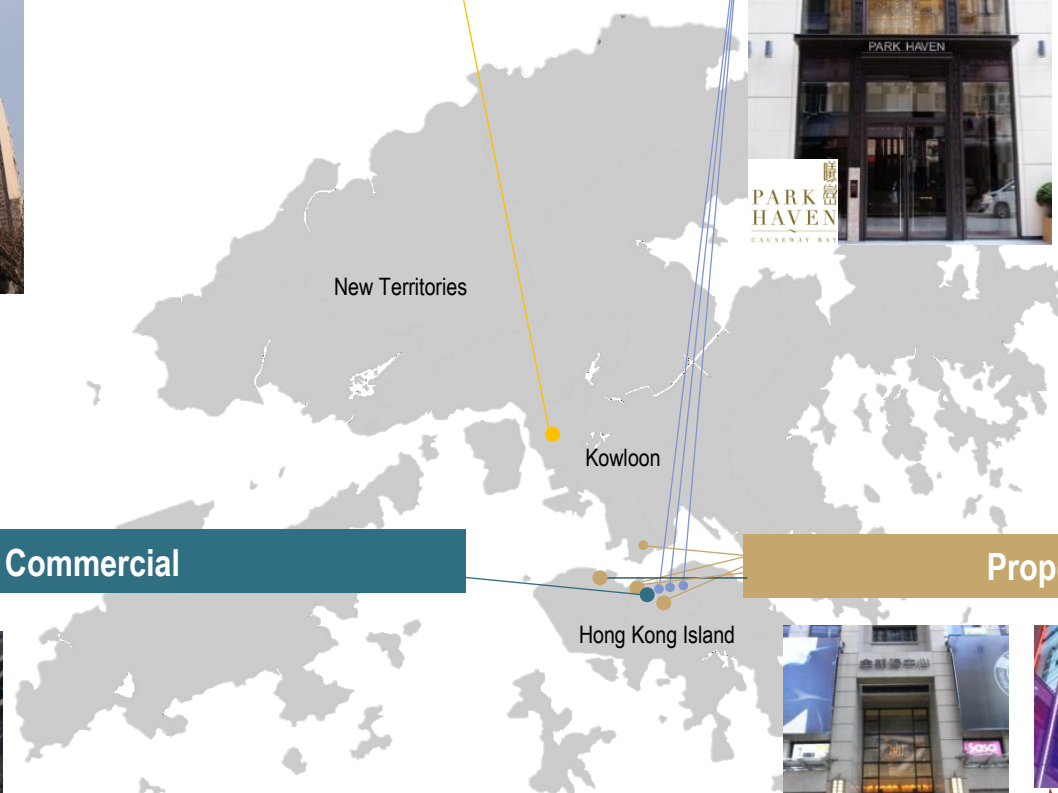 PARK HAVEN
PARK
HAVEN
CAUSEWAY BAY
New Territories
Kowloon
Commercial
Prop
Hong Kong Island
sasa